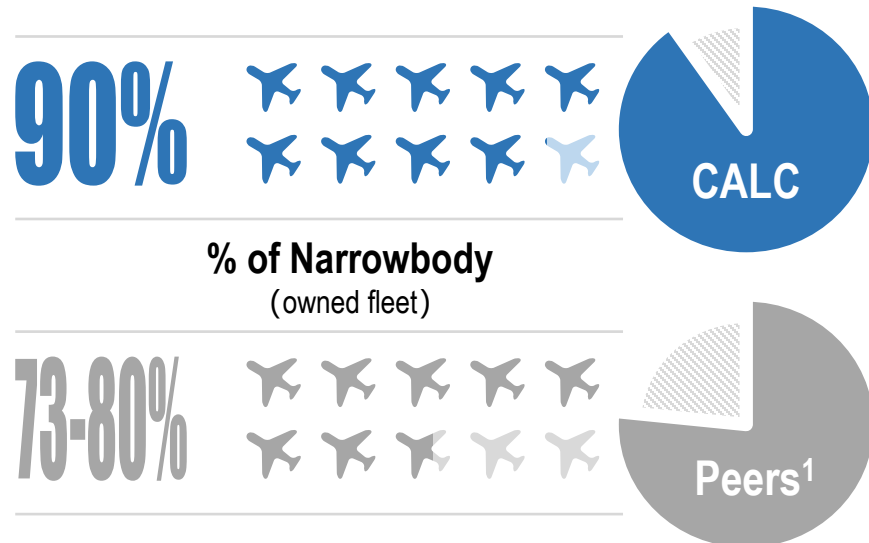 90%
CALC
% of Narrowbody
(owned fleet)
73-80%
Peers¹